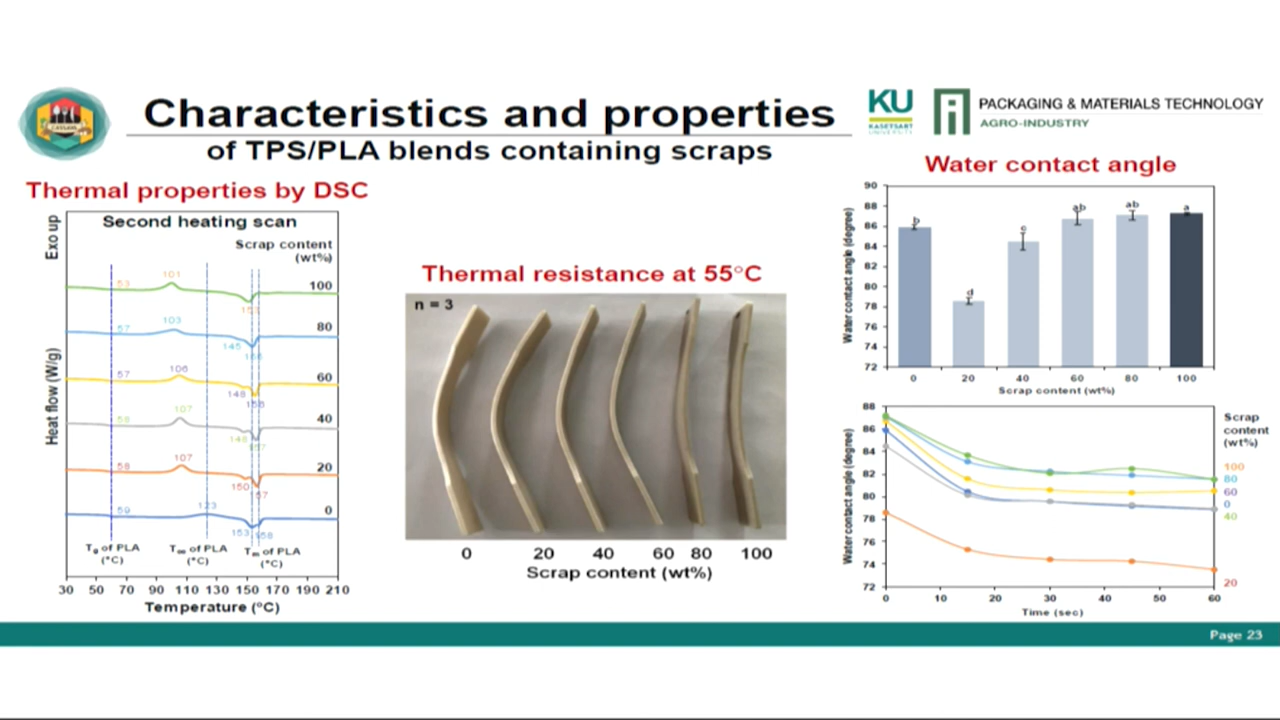 Characteristics and properties
of TPS/PLA blends containing scraps
KU
KASETSART
UNIVERSITY
PACKAGING & MATERIALS TECHNOLOGY
AGRO-INDUSTRY
Thermal properties by DSC
Second heating scan
Scrap content
(wt%)
Exo up
Heat flow (W/g)
53 101 100
57 103 145 80
57 106 148 158 60
58 107 148 157 40
58 107 150 157 20
59 123 153 158 0
Tg of PLA
(°C)
of PLA
(°C)
Tm of PLA
(°C)
30 50 70 90 110 130 150 170 190 210
Temperature (°C)
Thermal resistance at 55°C
n = 3
0 20 40 60 80 100
Scrap content (wt%)
Water contact angle
Water contact angle (degree)
90
88
86
84
82
80
78
76
74
72
b d c ab ab a
0 20 40 60 80 100
Scrap content (wt%)
Water contact angle (degree)
88
86
84
82
80
78
76
74
72
0 10 20 30 40 50 60
Time (sec)
Scrap
content
(wt%)
100
80
60
0
40
20
Page 23